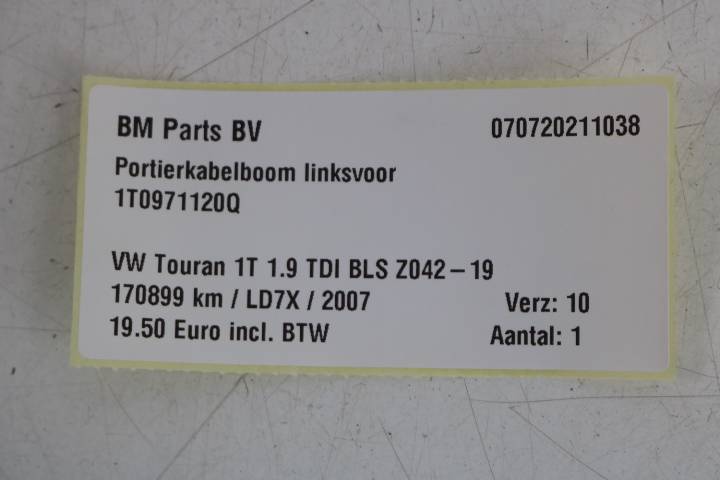 BM Parts BV 070720211038
Portierkabelboom linksvoor
1T0971120Q
VW Touran 1T 1.9 TDI BLS Z042-19
170899 km / LD7X / 2007 Verz: 10
19.50 Euro incl. BTW Aantal: 1